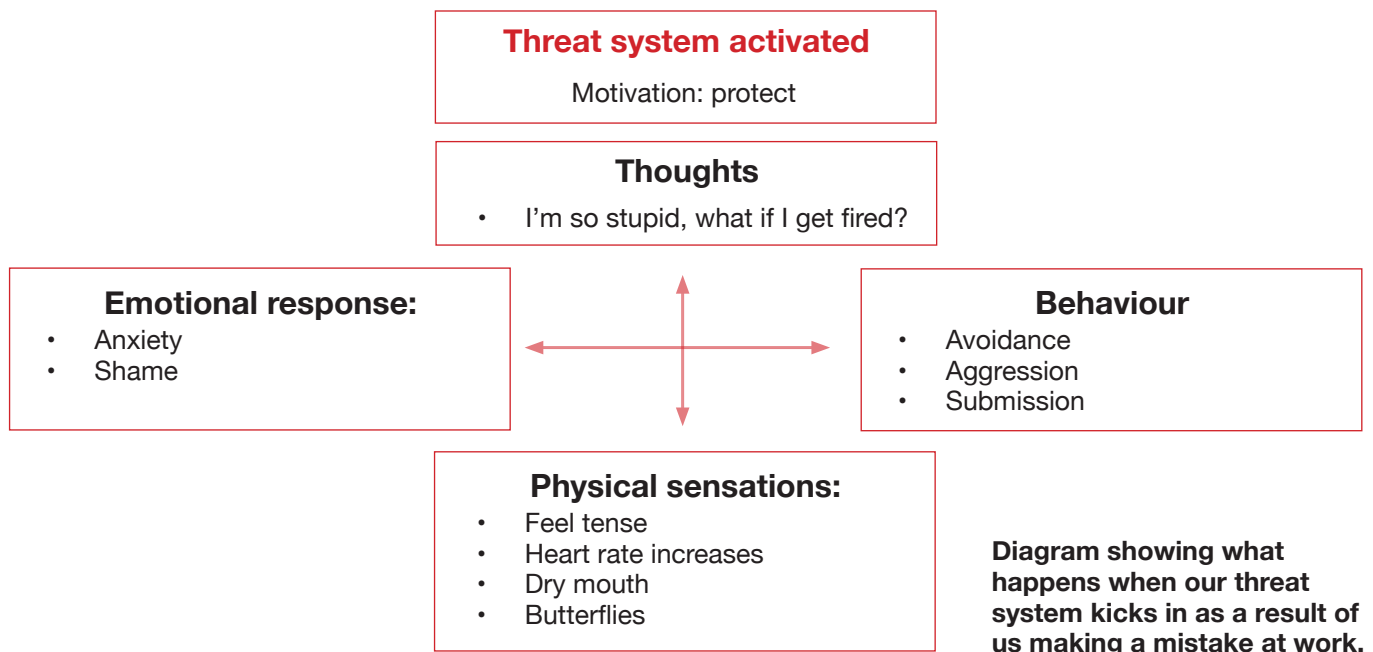 Threat system activated
Motivation: protect
Thoughts
• I'm so stupid, what if I get fired?
Emotional response:
• Anxiety
• Shame
Behaviour
• Avoidance
• Aggression
• Submission
Physical sensations:
• Feel tense
• Heart rate increases
• Dry mouth
• Butterflies
Diagram showing what
happens when our threat
system kicks in as a result of
us making a mistake at work.